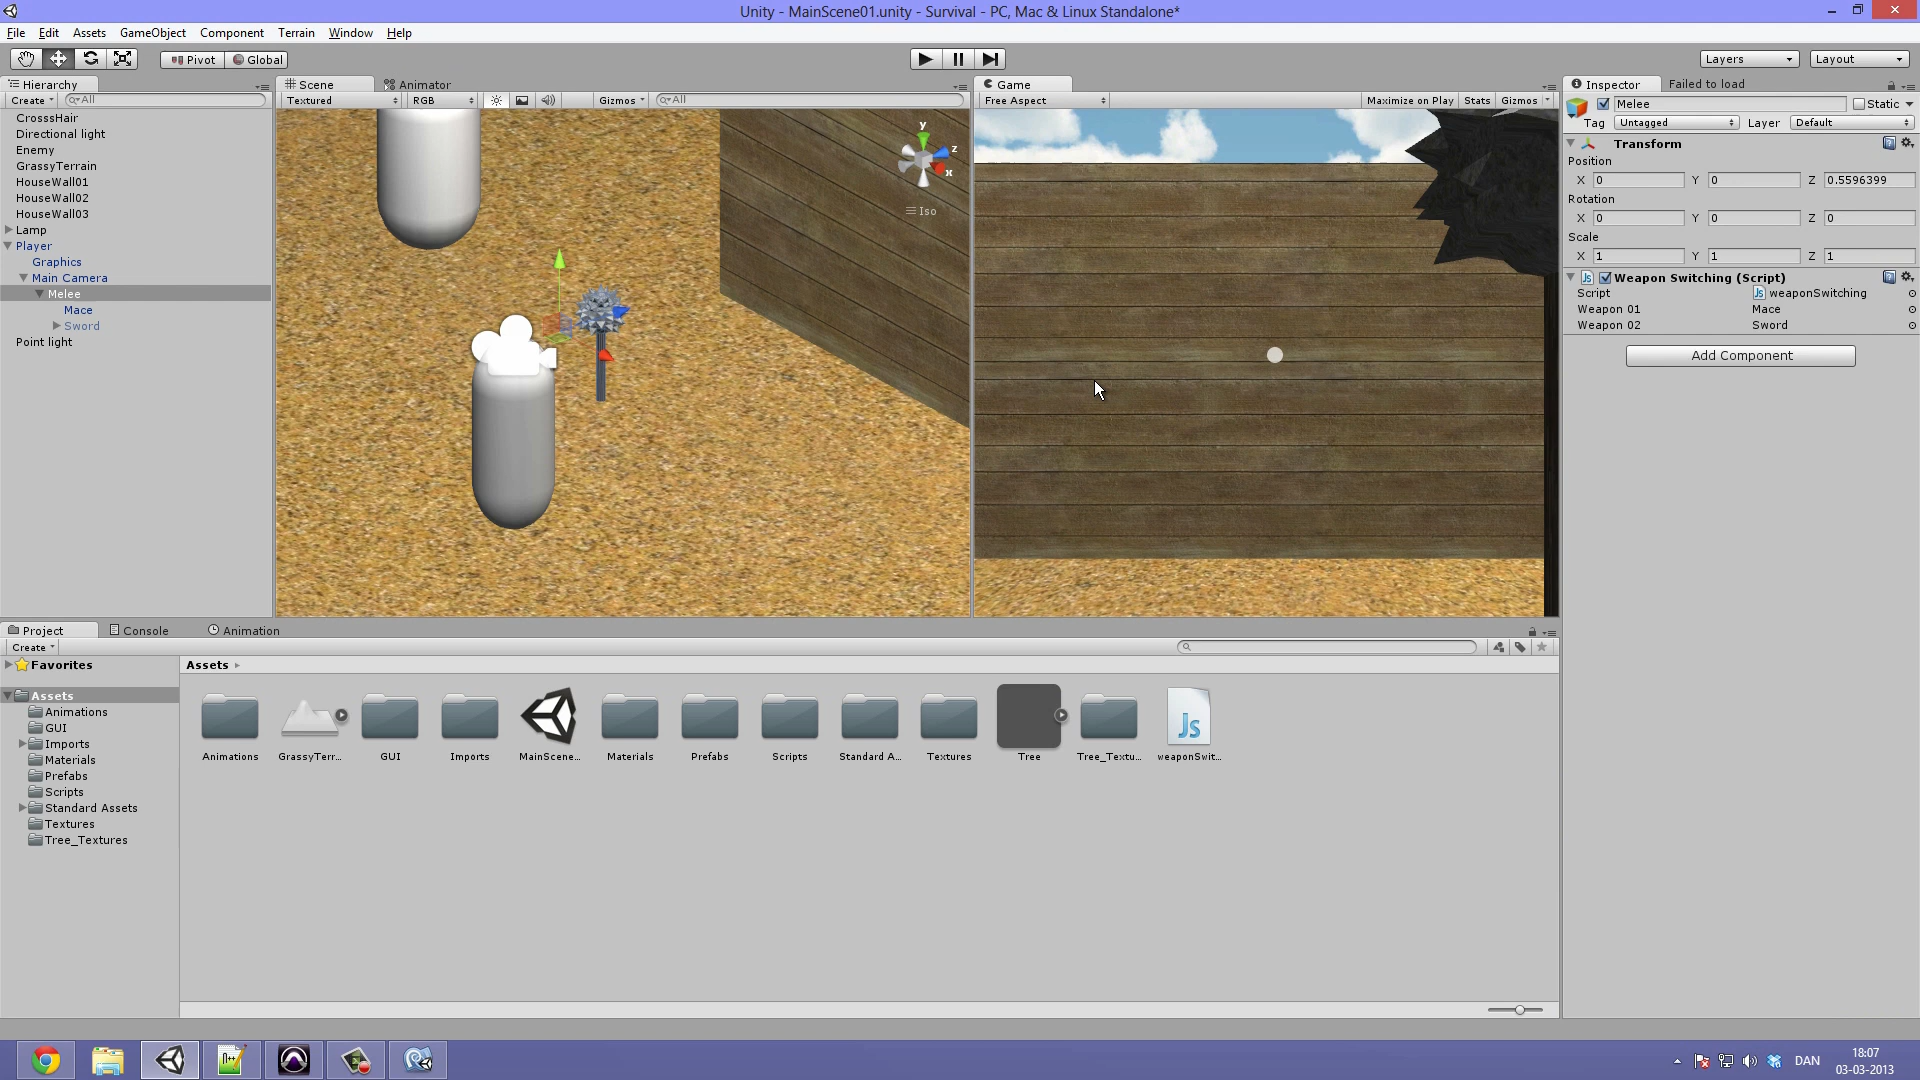 Unity - MainScene01.unity - Survival - PC, Mac & Linux Standalone*
File Edit Assets GameObject Component Terrain Window Help
Pivot Global Layers Layout
Hierarchy
Create All
CrosssHair
Directional light
Enemy
GrassyTerrain
HouseWall01
HouseWall02
HouseWall03
Lamp
Player
Graphics
Main Camera
Melee
Mace
Sword
Point light
Scene Animator
Textured RGB Gizmos All
y
z
x
Iso
Game
Free Aspect Maximize on Play Stats Gizmos
Inspector Failed to load
Melee Static
Tag Untagged Layer Default
Transform
Position
X 0 Y 0 Z 0.5596399
Rotation
X 0 Y 0 Z 0
Scale
X 1 Y 1 Z 1
Js Weapon Switching (Script)
Script Js weaponSwitching
Weapon 01 Mace
Weapon 02 Sword
Add Component
Project Console Animation
Create
Favorites
Assets
Animations
GUI
Imports
Materials
Prefabs
Scripts
Standard Assets
Textures
Tree_Textures
Assets
Js
Animations GrassyTerr... GUI Imports MainScene... Materials Prefabs Scripts Standard A... Textures Tree Tree_Textu... weaponSwit...
DAN
18:07
03-03-2013